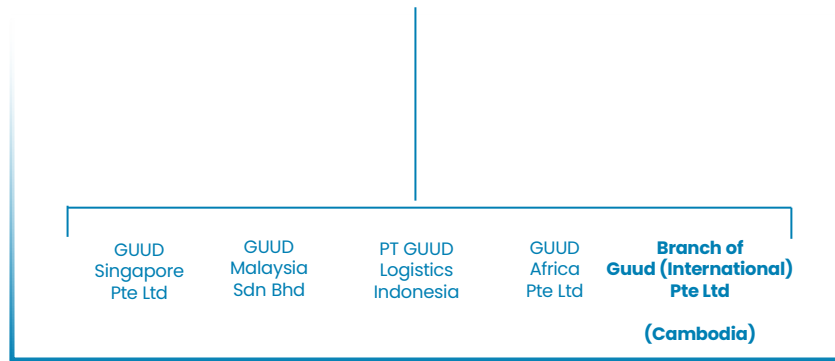 GUUD
Singapore
Pte Ltd
GUUD
Malaysia
Sdn Bhd
PT GUUD
Logistics
Indonesia
GUUD
Africa
Pte Ltd
Branch of
Guud (International)
Pte Ltd
(Cambodia)